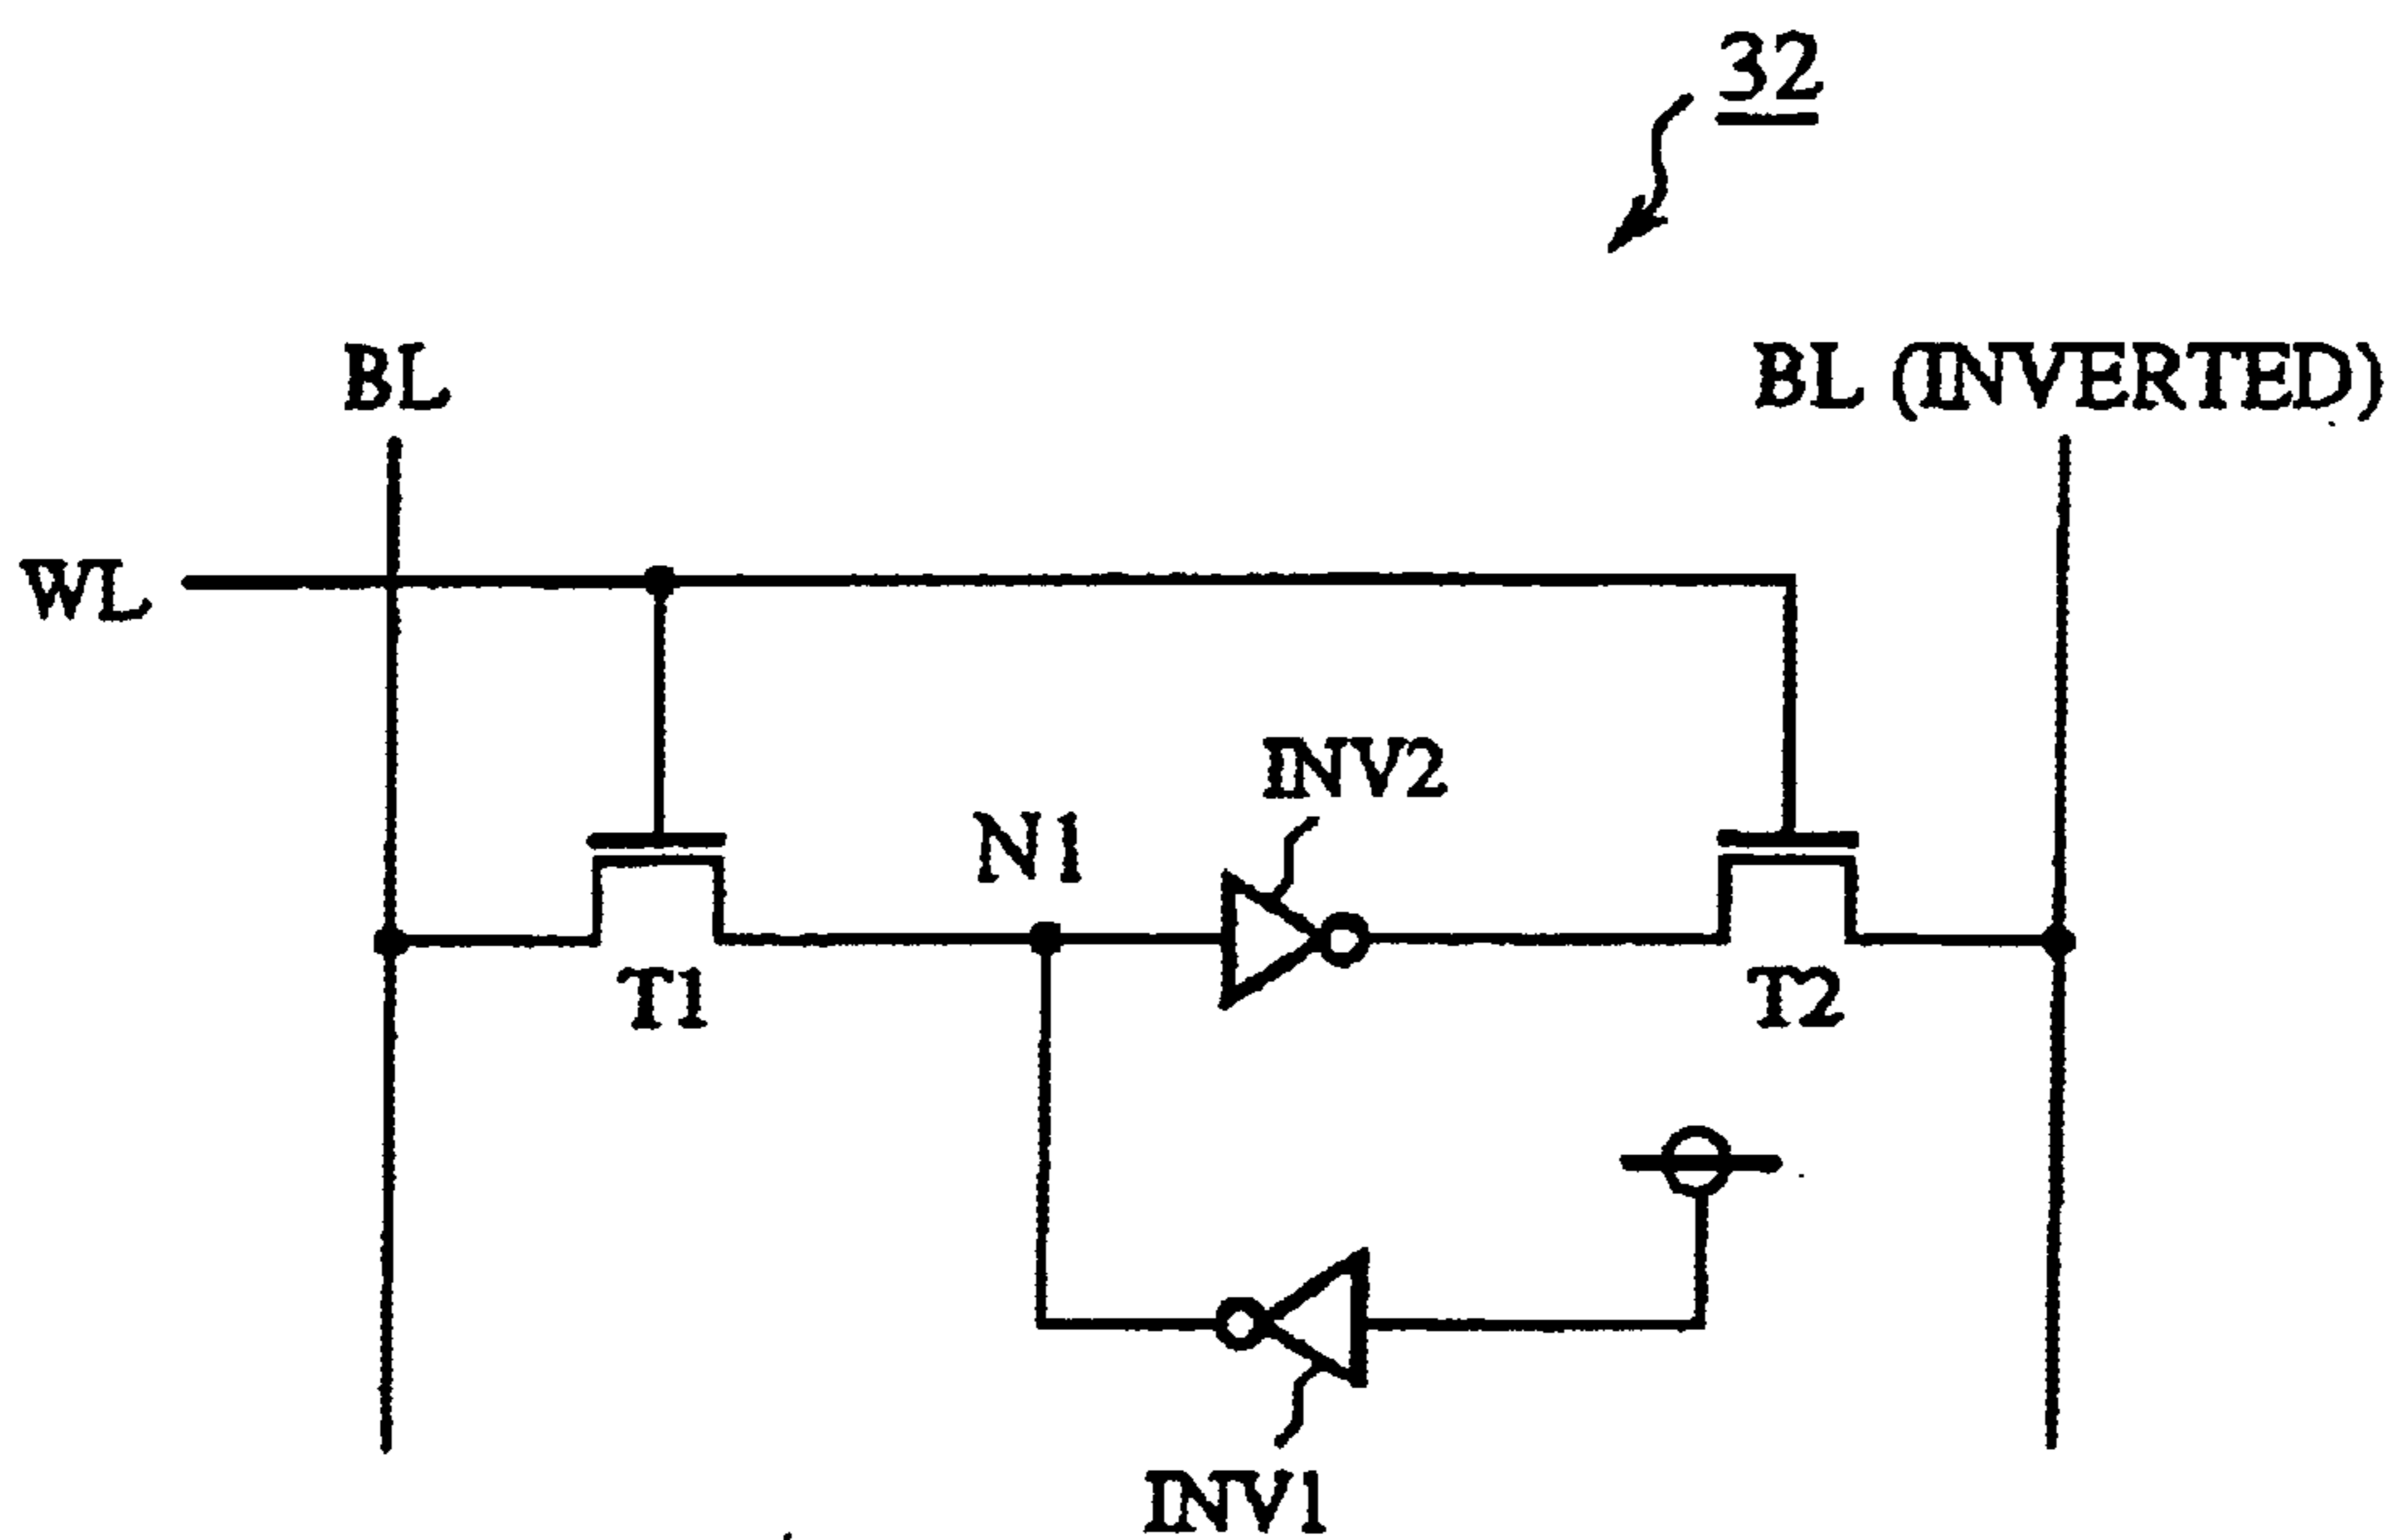 32
BL
BL (INVERTED)
WL
INV2
N1
T1
T2
INV1